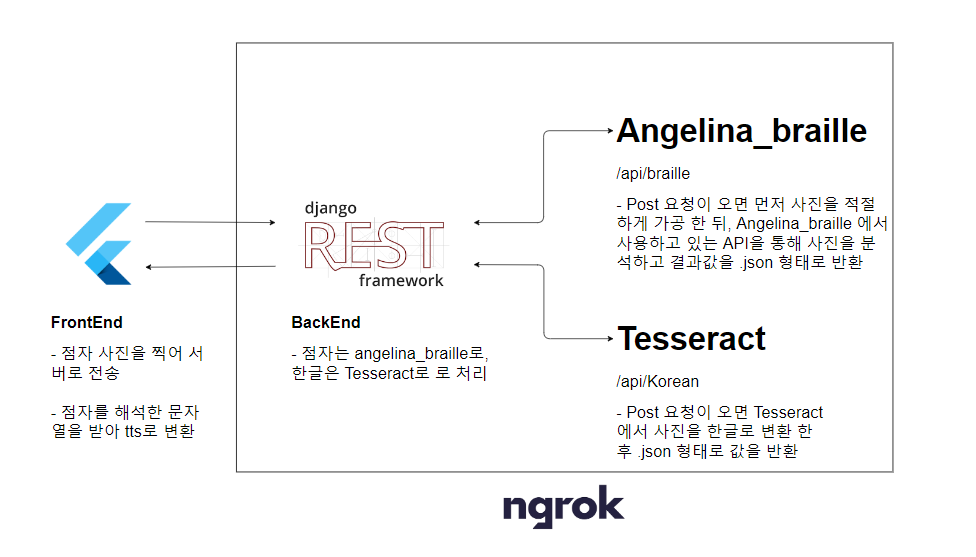 Angelina_braille
/api/braille
- Post 요청이 오면 먼저 사진을 적절
하게 가공 한 뒤, Angelina_braille 에서
사용하고 있는 API을 통해 사진을 분
석하고 결과값을 .json 형태로 반환
django
REST
framework
FrontEnd
- 점자 사진을 찍어 서
버로 전송
- 점자를 해석한 문자
열을 받아 tts로 변환
BackEnd
- 점자는 angelina_braille로,
한글은 Tesseract로 로 처리
Tesseract
/api/Korean
- Post 요청이 오면 Tesseract
에서 사진을 한글로 변환 한
후 .json 형태로 값을 반환
ngrok